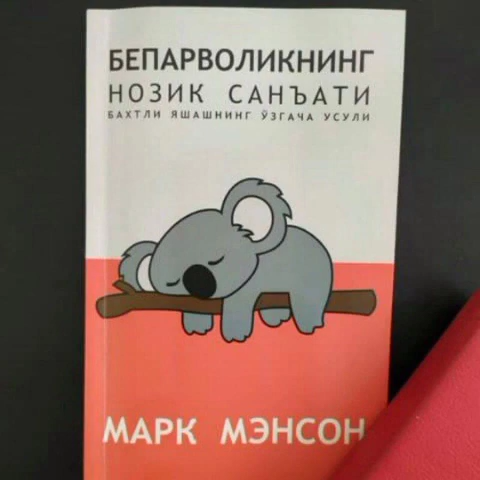 БЕПАРВОЛИКНИНГ
НОЗИК САНЪАТИ
БАХТЛИ ЯШАШНИНГ ЎЗГАЧА УСУЛИ
МАРК МЭНСОН